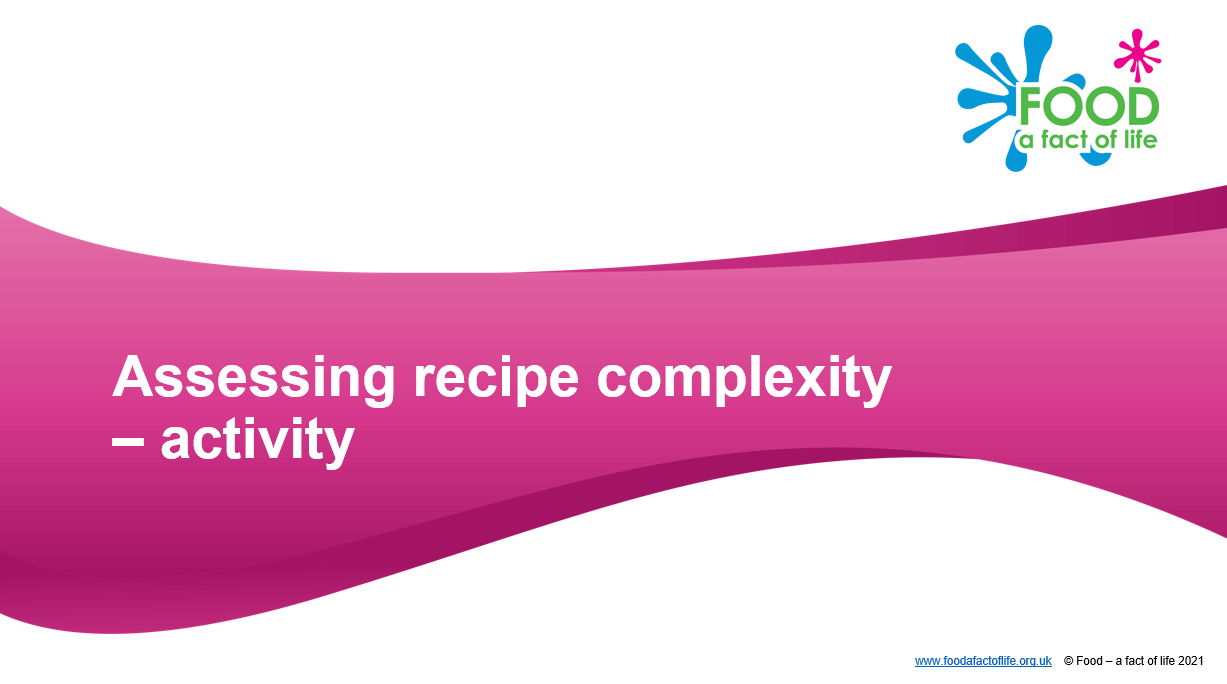 FOOD
a fact of life
Assessing recipe complexity
– activity
www.foodafactoflife.org.uk © Food – a fact of life 2021